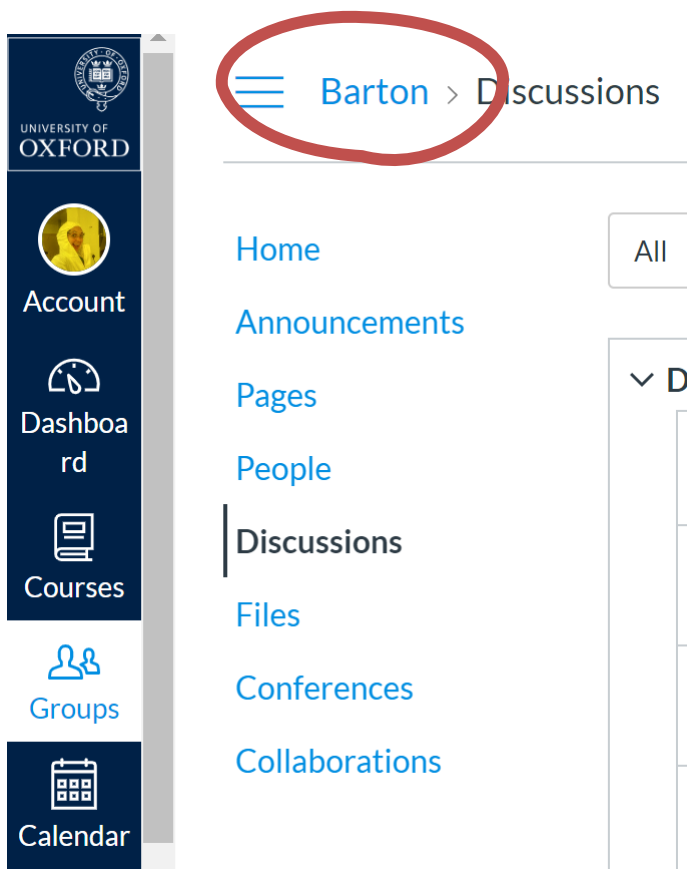 UNIVERSITY OF
OXFORD
Account
Dashboa
rd
Courses
Groups
Calendar
Barton > Discussions
Home
Announcements
Pages
People
Discussions
Files
Conferences
Collaborations
All
D